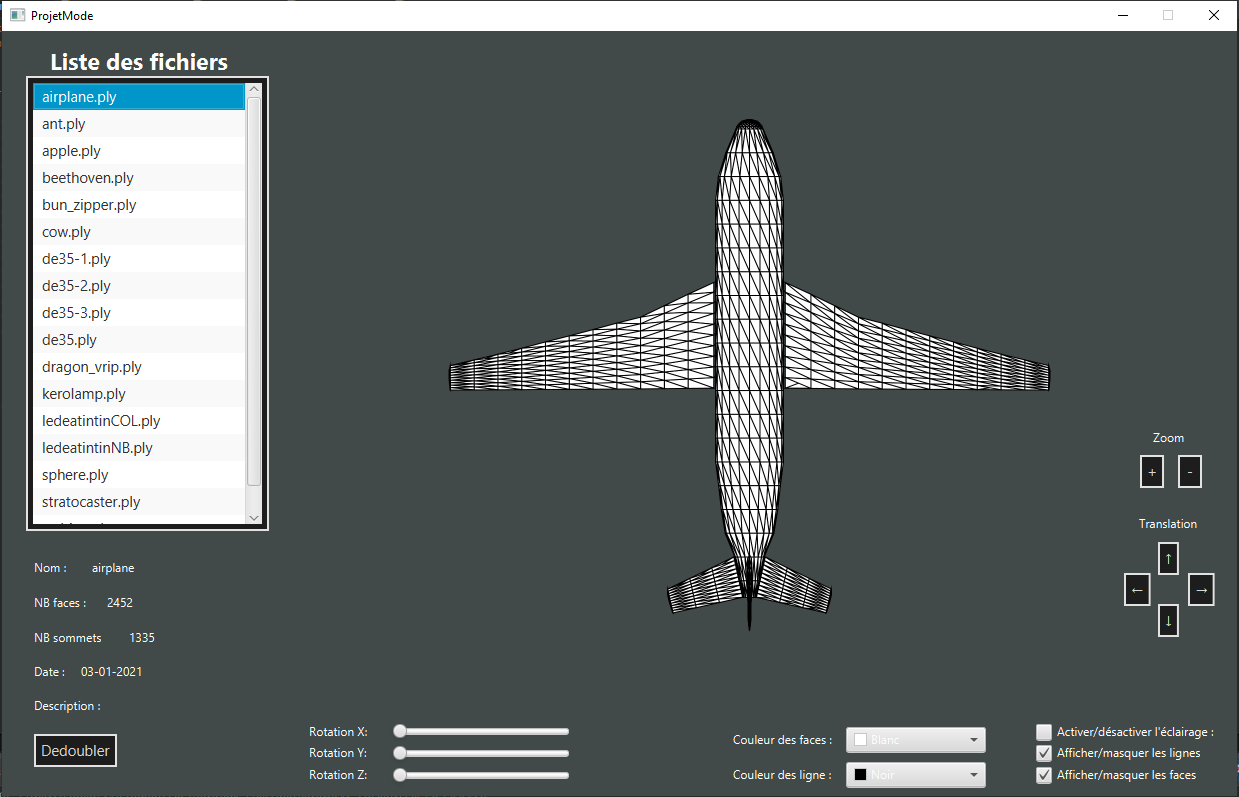 ProjetMode
Liste des fichiers
airplane.ply
ant.ply
apple.ply
beethoven.ply
bun_zipper.ply
cow.ply
de35-1.ply
de35-2.ply
de35-3.ply
de35.ply
dragon_vrip.ply
kerolamp.ply
ledeatintinCOL.ply
ledeatintinNB.ply
sphere.ply
stratocaster.ply
Nom : airplane
NB faces : 2452
NB sommets 1335
Date : 03-01-2021
Description :
Dedoubler
Rotation X:
Rotation Y:
Rotation Z:
Couleur des faces : Blanc
Couleur des ligne : Noir
Zoom
+ -
Translation
↑
← →
↓
Activer/désactiver l'éclairage :
Afficher/masquer les lignes
Afficher/masquer les faces